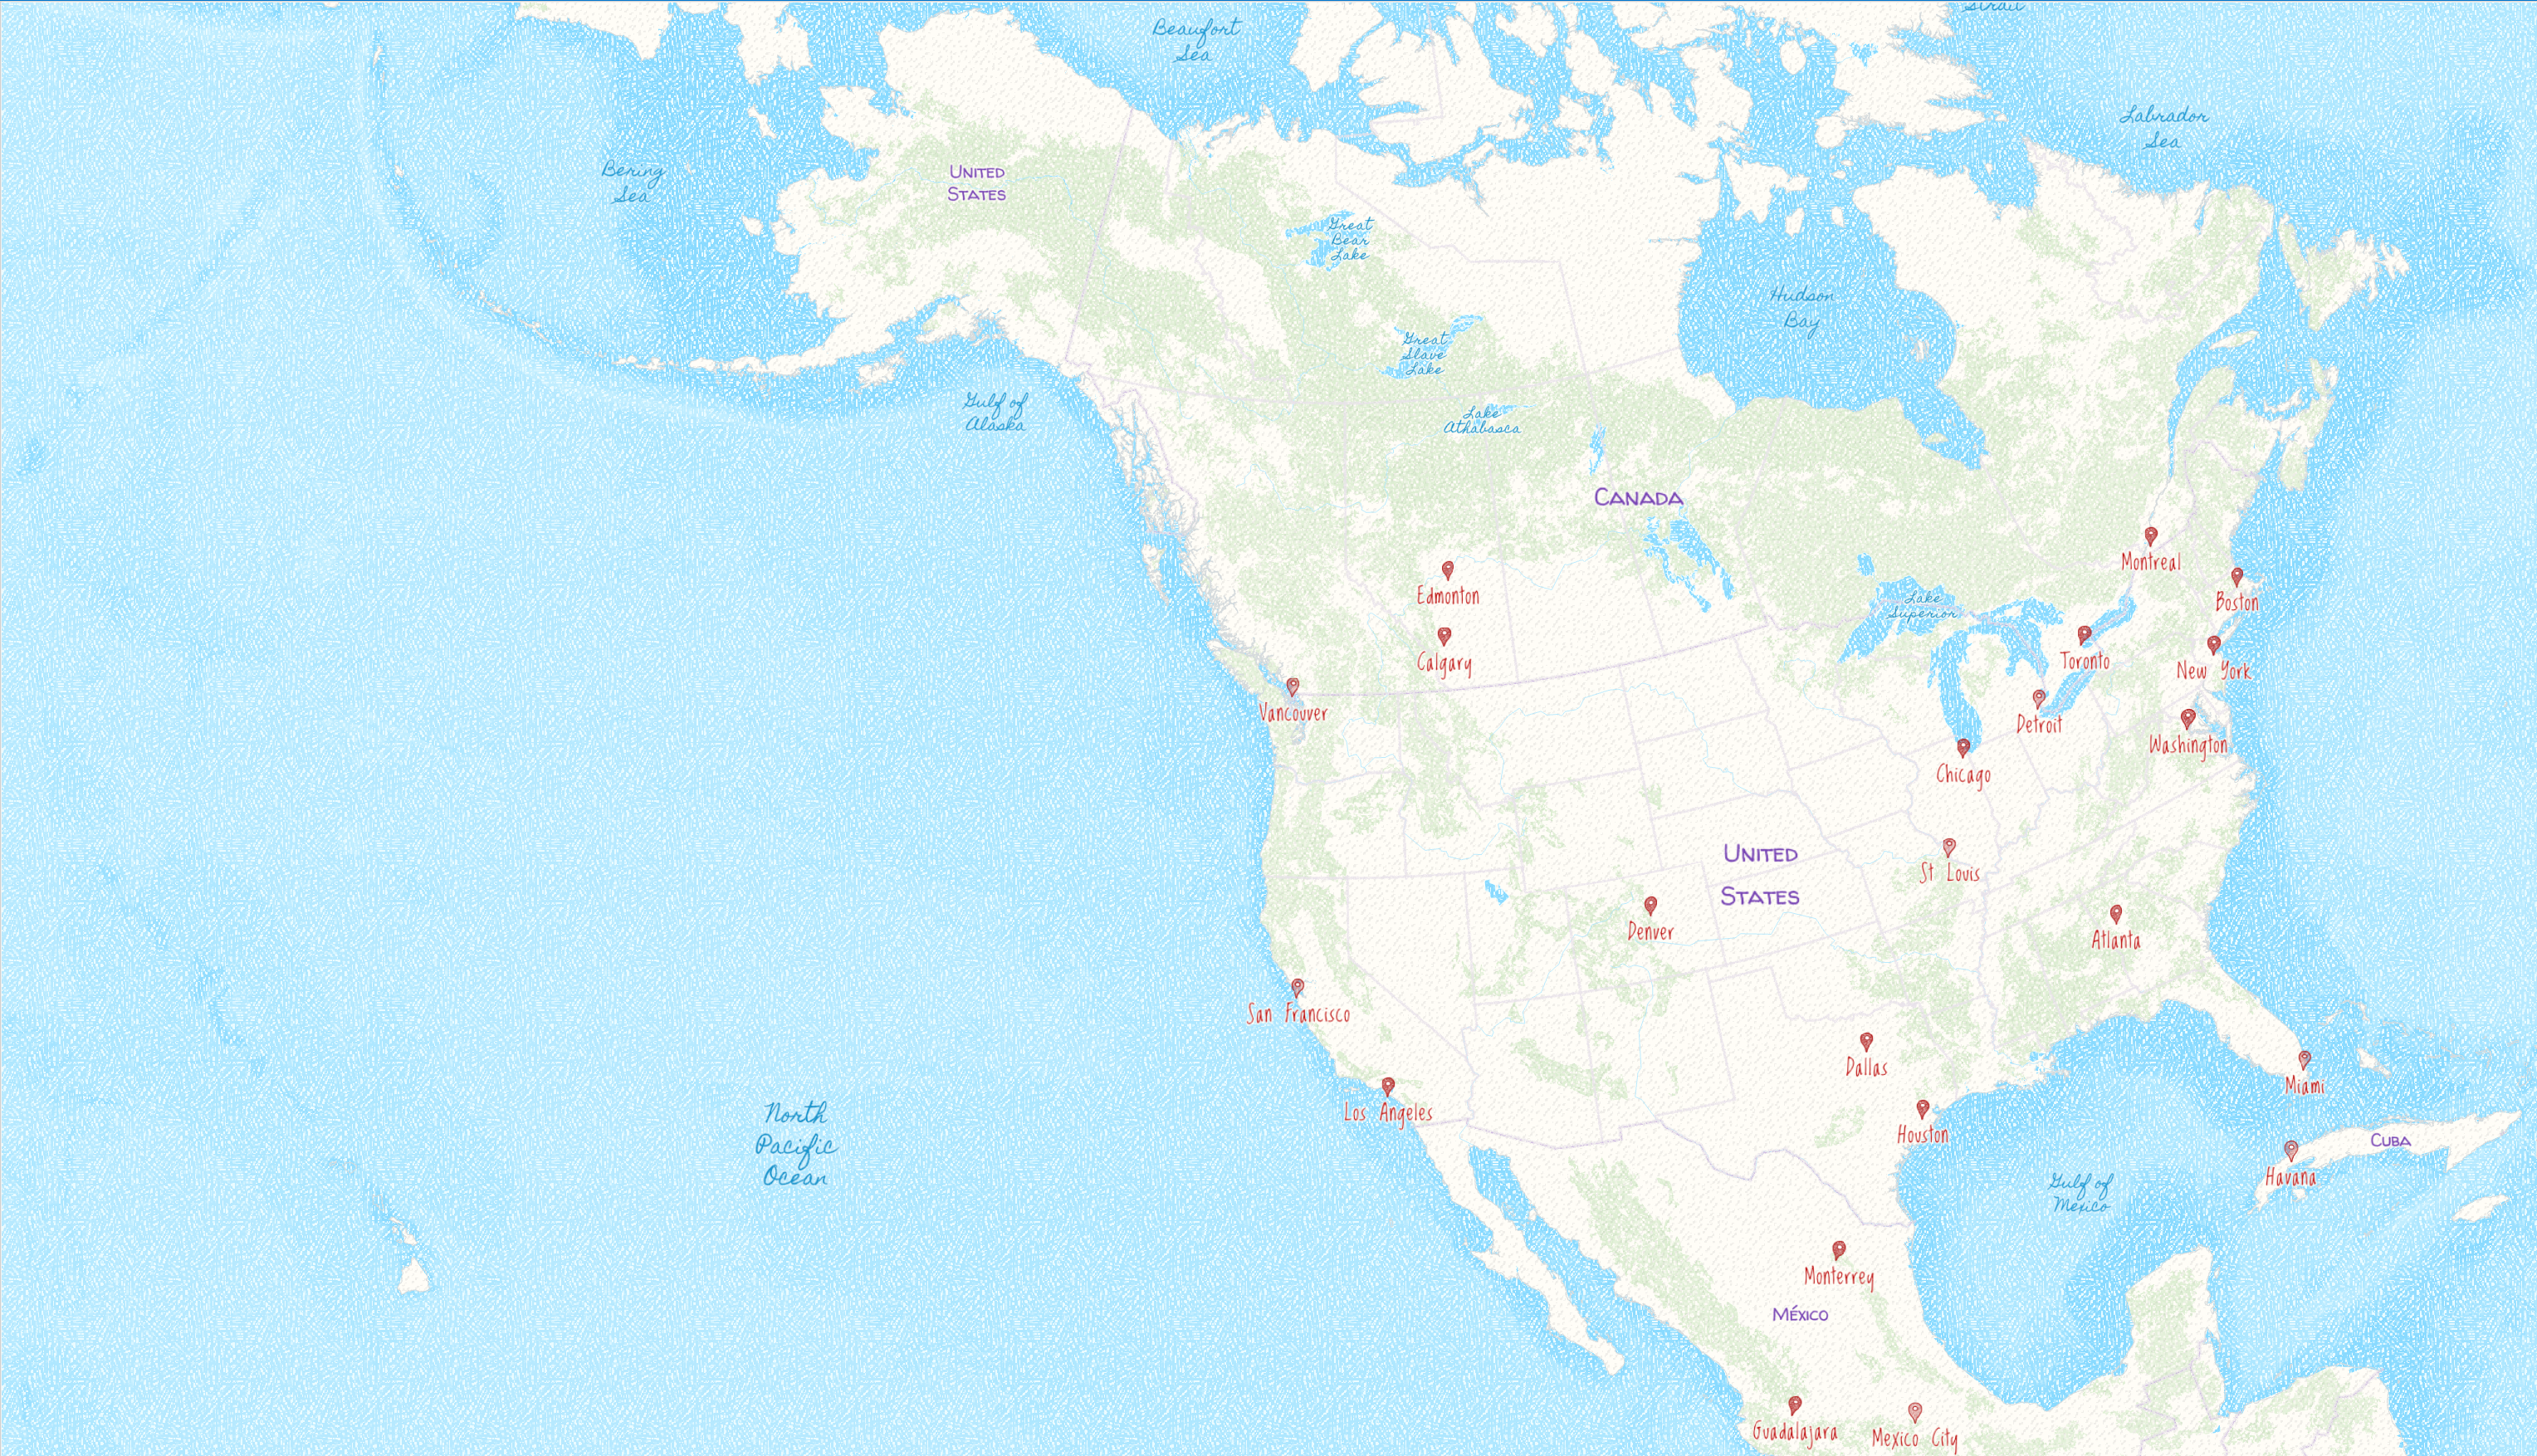 Strait
Beaufort
Sea
Labrador
Sea
Bering
Sea
United
States
Great
Bear
Lake
Hudson
Bay
Great
Slave
Lake
Gulf of
Alaska
Lake
Athabasca
Canada
Montreal
Edmonton
Boston
Lake
Superior
Calgary
Toronto
New York
Vancouver
Detroit
Washington
Chicago
United
States
St Louis
Denver
Atlanta
San Francisco
Dallas
Miami
Los Angeles
North
Pacific
Ocean
Houston
Cuba
Havana
Gulf of
Mexico
Monterrey
México
Guadalajara
Mexico City